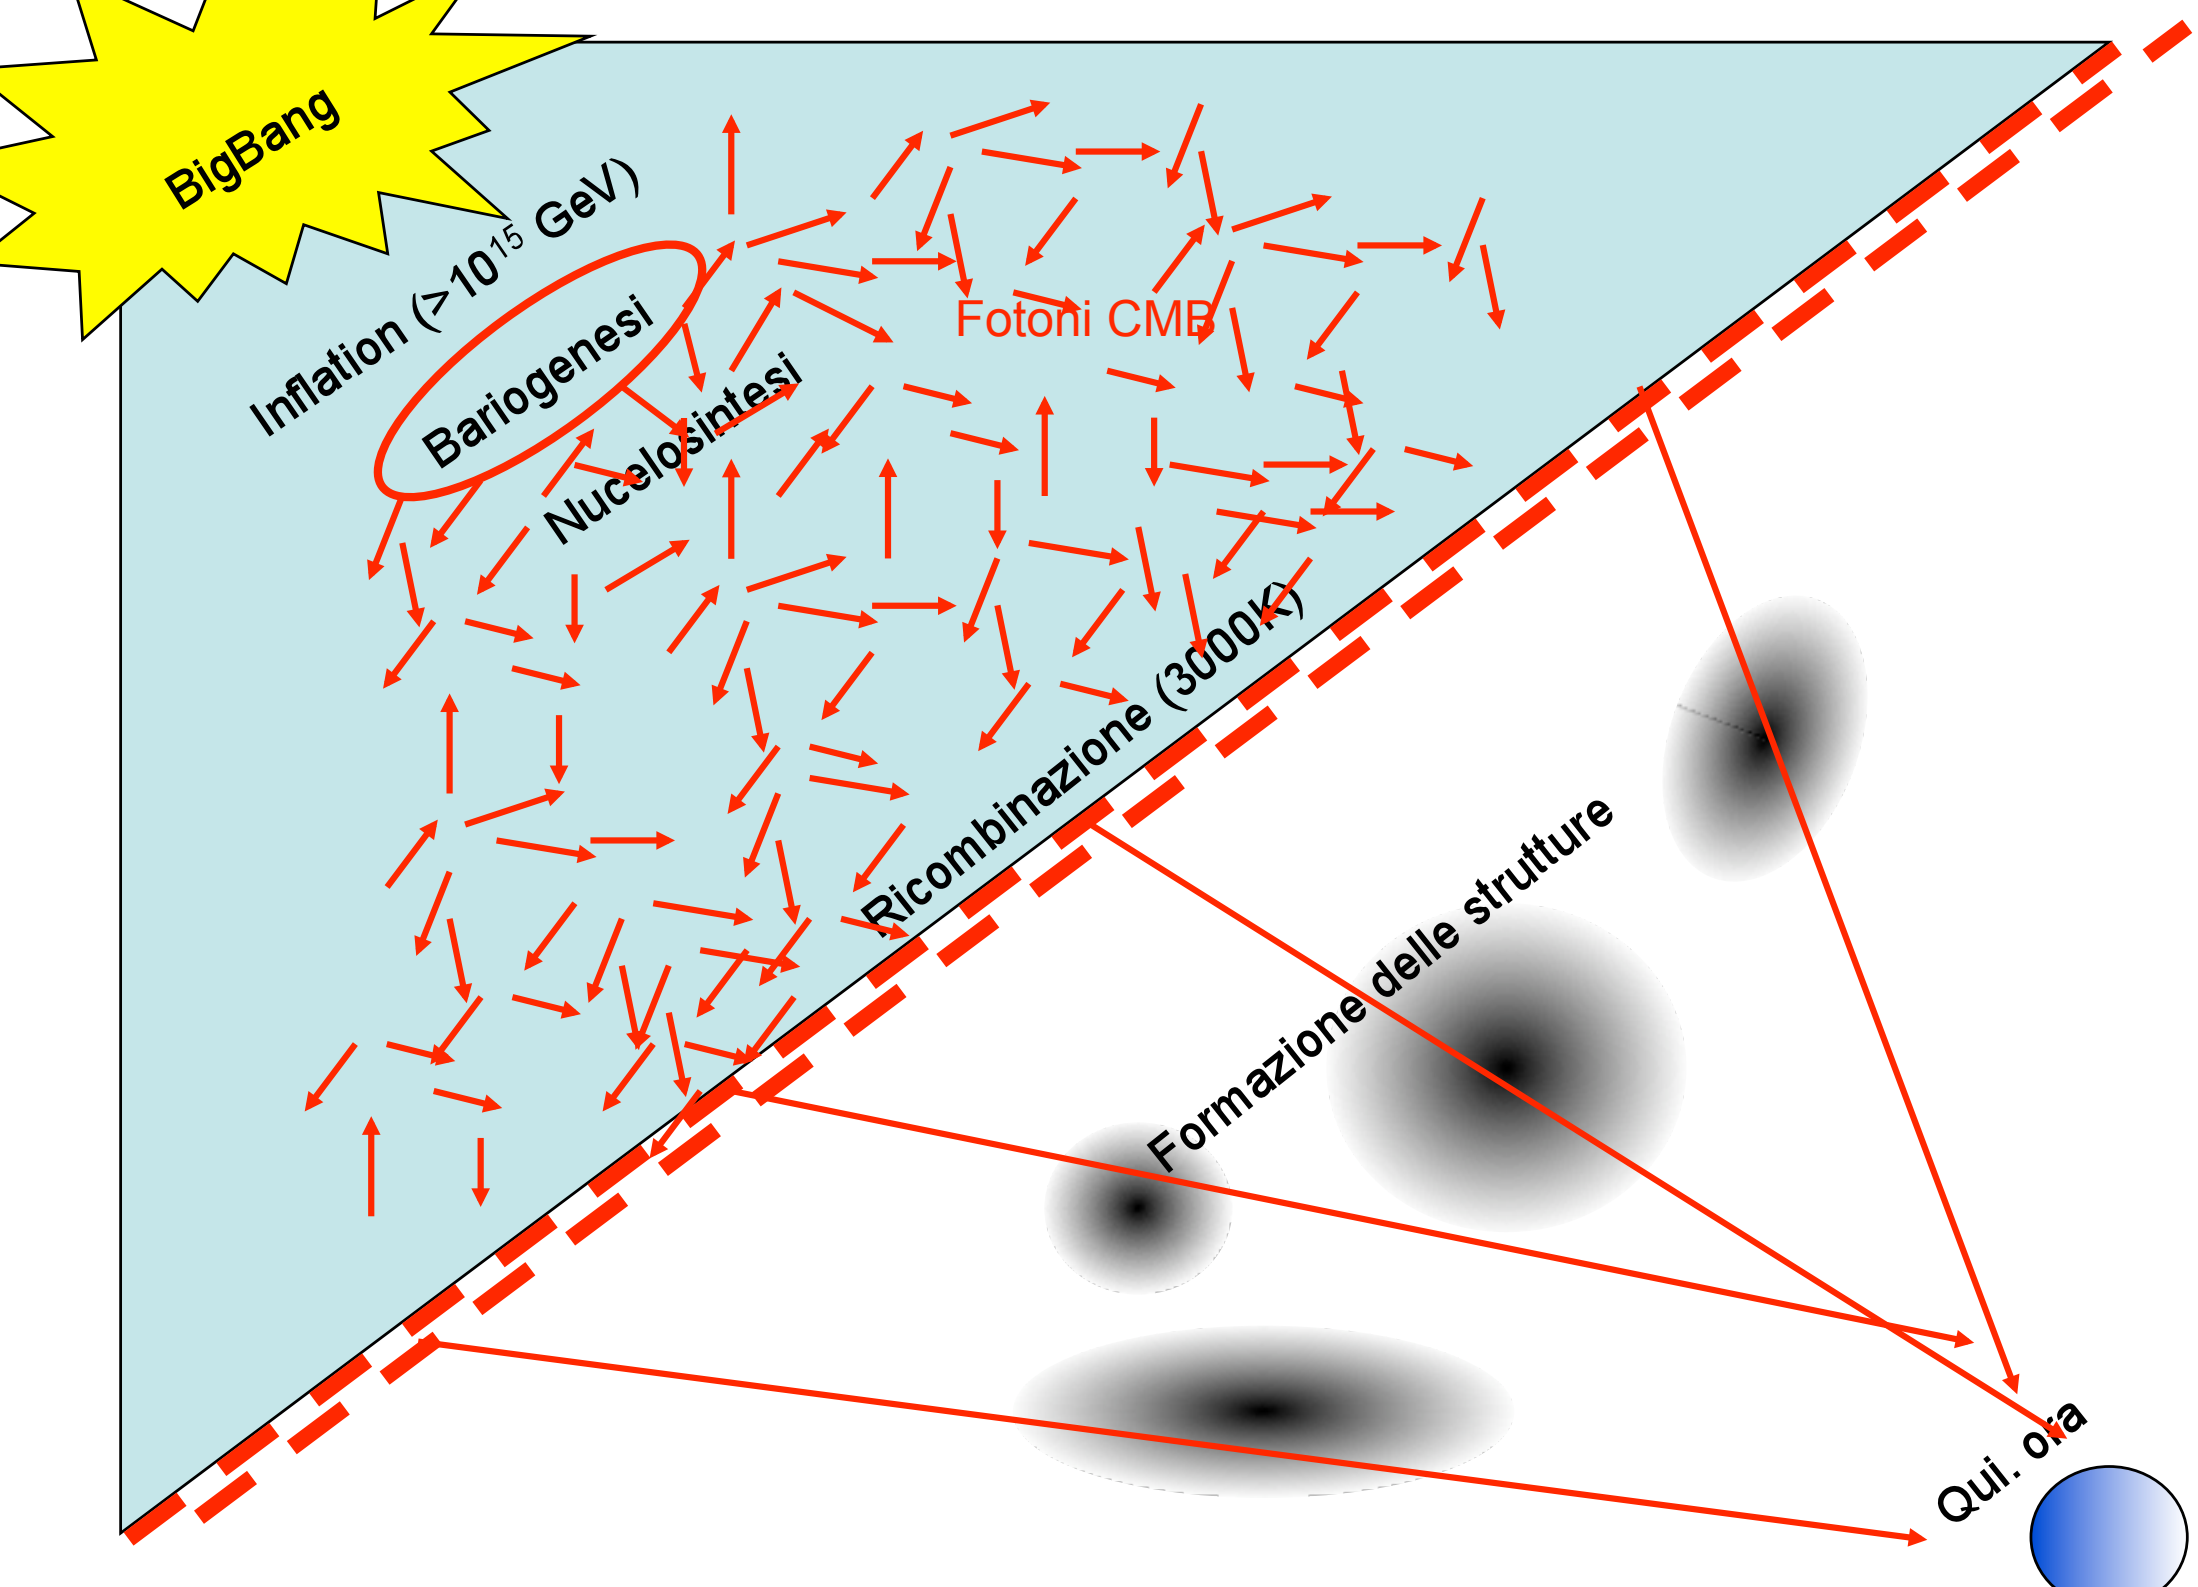 BigBang
Inflation (>10¹⁵ GeV)
Bariogenesi
Nucelosintesi
Fotoni CMB
Ricombinazione (3000K)
Formazione delle strutture
Qui. ora